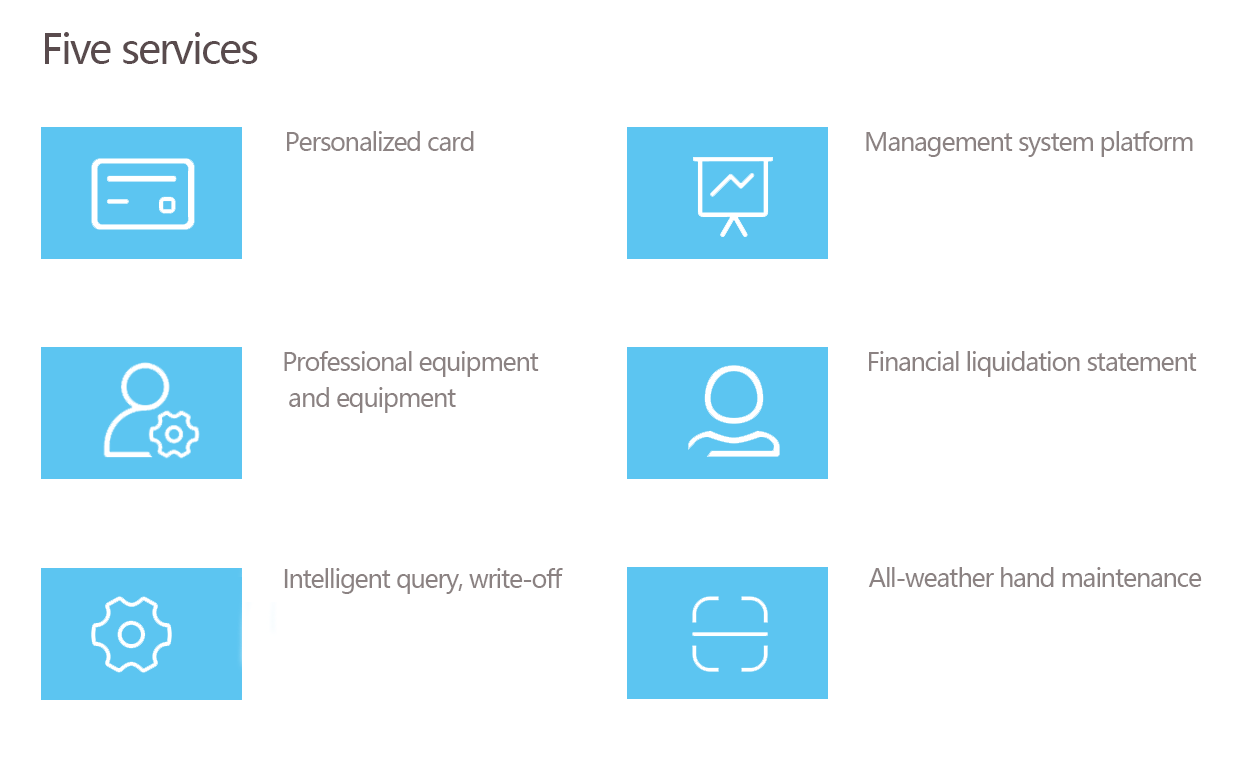 Five services
Personalized card
Management system platform
Professional equipment
and equipment
Financial liquidation statement
Intelligent query, write-off
All-weather hand maintenance